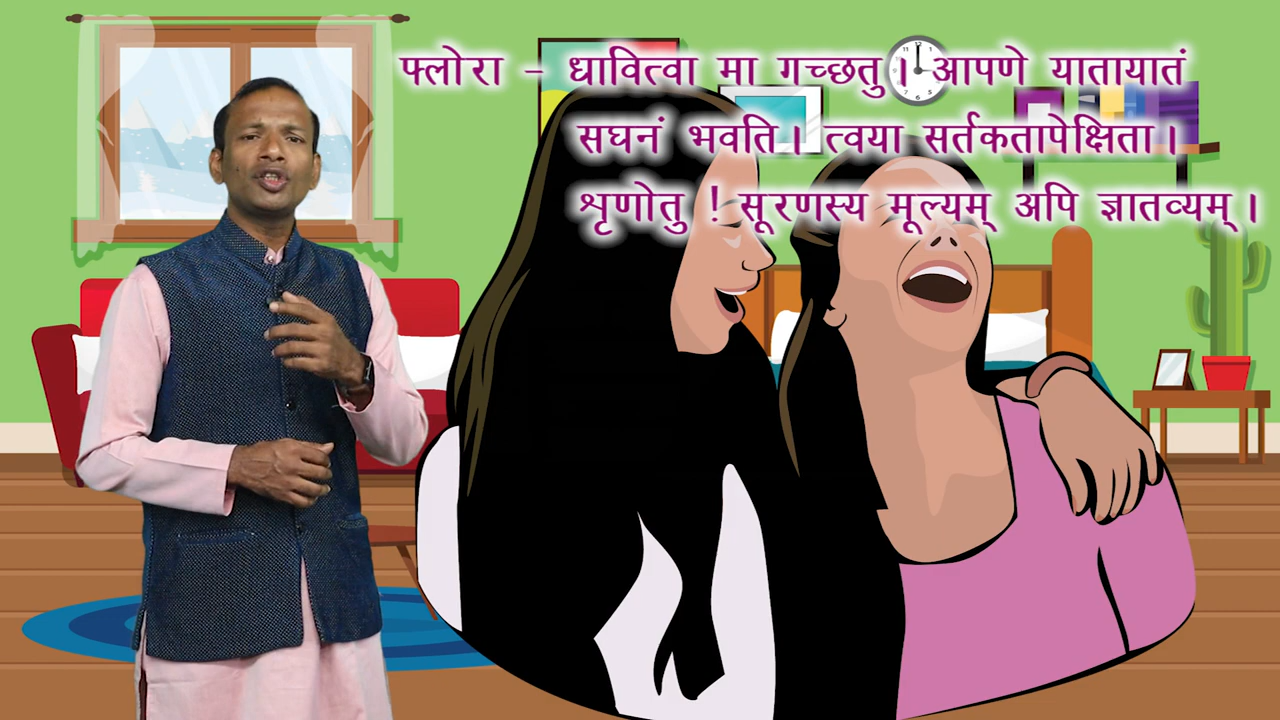 फ्लोरा – धावित्वा मा गच्छतु। आपणे यातायातं
सघनं भवति। त्वया सर्तकतापेक्षिता।
शृणोतु ! सूरणस्य मूल्यम् अपि ज्ञातव्यम्।